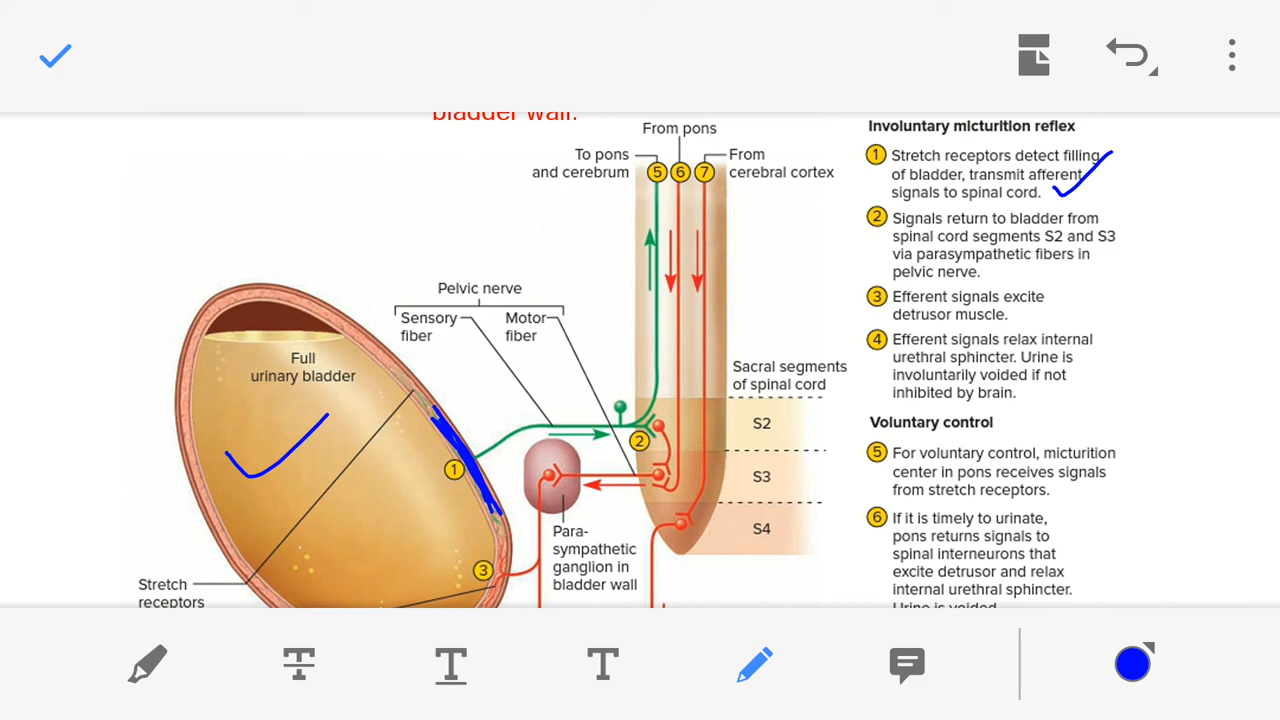 bladder wall.
From pons
To pons
and cerebrum
5
6
7
From
cerebral cortex
Pelvic nerve
Sensory
fiber
Motor
fiber
Full
urinary bladder
Sacral segments
of spinal cord
S2
S3
S4
1
2
3
Para-
sympathetic
ganglion in
bladder wall
Stretch
receptors
Involuntary micturition reflex
1 Stretch receptors detect filling
of bladder, transmit afferent
signals to spinal cord.
2 Signals return to bladder from
spinal cord segments S2 and S3
via parasympathetic fibers in
pelvic nerve.
3 Efferent signals excite
detrusor muscle.
4 Efferent signals relax internal
urethral sphincter. Urine is
involuntarily voided if not
inhibited by brain.
Voluntary control
5 For voluntary control, micturition
center in pons receives signals
from stretch receptors.
6 If it is timely to urinate,
pons returns signals to
spinal interneurons that
excite detrusor and relax
internal urethral sphincter.
Urine is voided
T
T
T